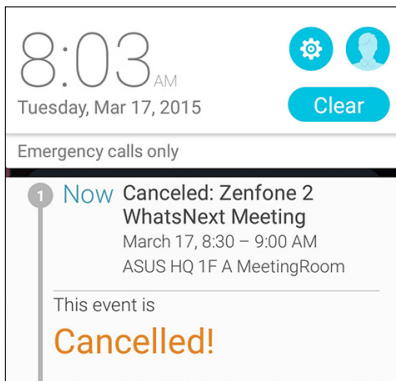 8:03 AM
Tuesday, Mar 17, 2015
Clear
Emergency calls only
1
Now
Canceled: Zenfone 2
WhatsNext Meeting
March 17, 8:30 – 9:00 AM
ASUS HQ 1F A MeetingRoom
This event is
Cancelled!